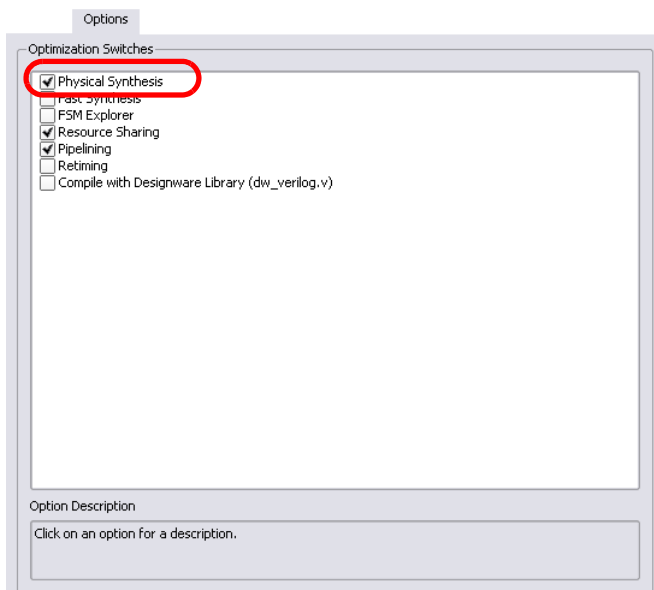 Options
Optimization Switches
Physical Synthesis
Fast Synthesis
FSM Explorer
Resource Sharing
Pipelining
Retiming
Compile with Designware Library (dw_verilog.v)
Option Description
Click on an option for a description.